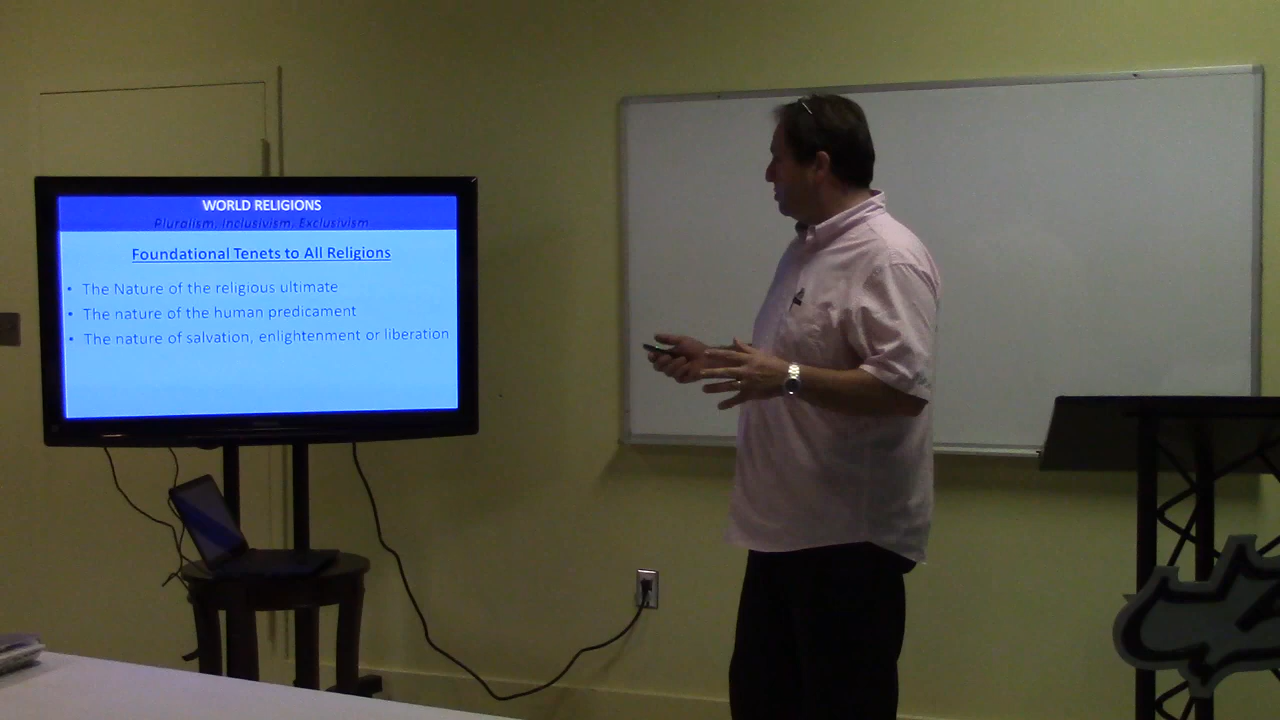 WORLD RELIGIONS
Pluralism, Inclusivism, Exclusivism
Foundational Tenets to All Religions
• The Nature of the religious ultimate
• The nature of the human predicament
• The nature of salvation, enlightenment or liberation